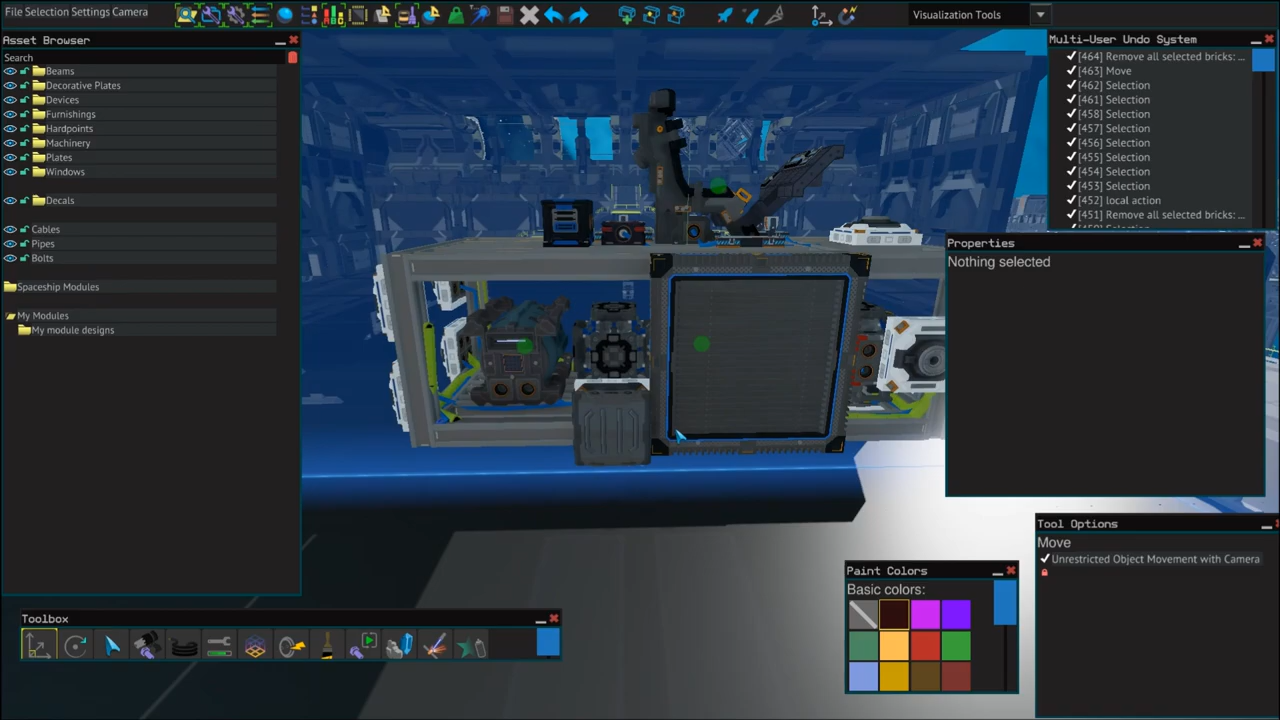 File Selection Settings Camera
Visualization Tools
Asset Browser
Search
Beams
Decorative Plates
Devices
Furnishings
Hardpoints
Machinery
Plates
Windows
Decals
Cables
Pipes
Bolts
Spaceship Modules
My Modules
My module designs
Multi-User Undo System
[464] Remove all selected bricks: ...
[463] Move
[462] Selection
[461] Selection
[458] Selection
[457] Selection
[456] Selection
[455] Selection
[454] Selection
[453] Selection
[452] local action
[451] Remove all selected bricks: ...
Properties
Nothing selected
Tool Options
Move
Unrestricted Object Movement with Camera
Paint Colors
Basic colors:
Toolbox